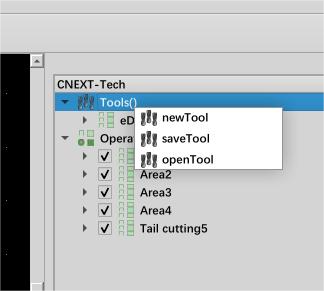 CNEXT-Tech
Tools()
newTool
eD
saveTool
Opera
openTool
Area2
Area3
Area4
Tail cutting5